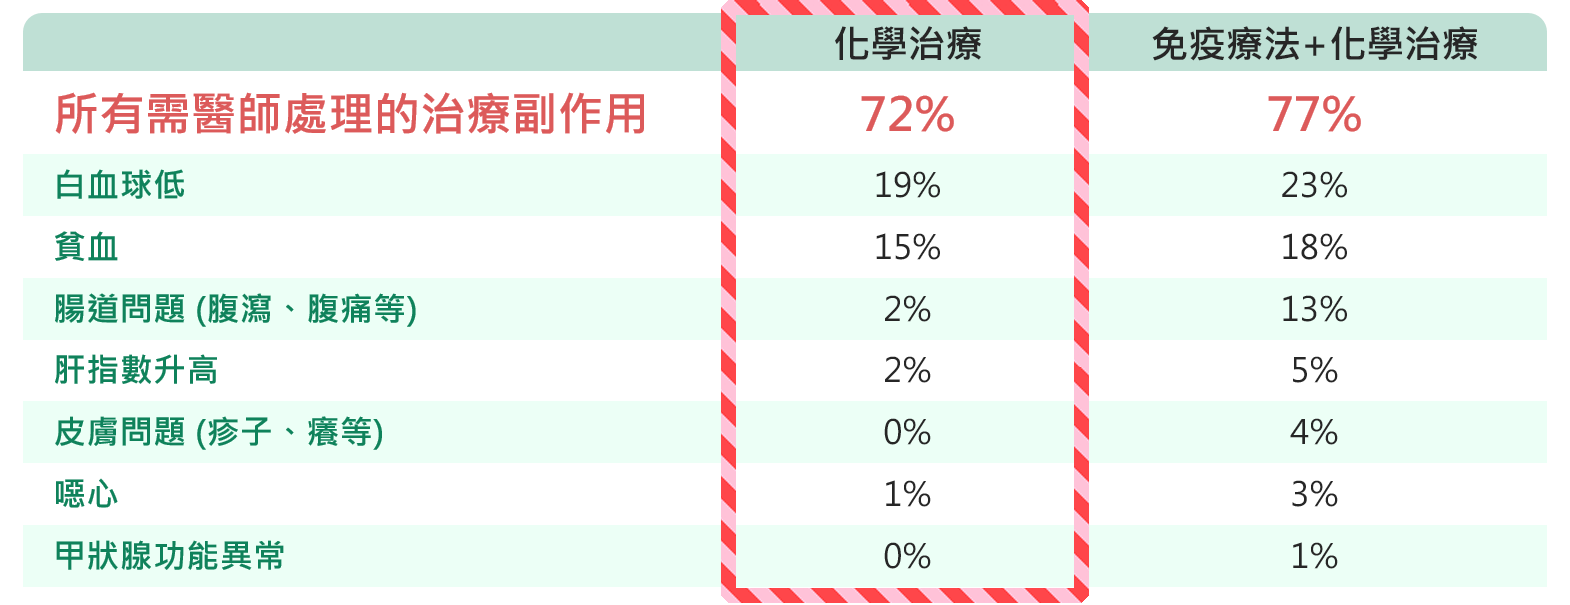 化學治療 免疫療法+化學治療
所有需醫師處理的治療副作用 72% 77%
白血球低 19% 23%
貧血 15% 18%
腸道問題 (腹瀉、腹痛等) 2% 13%
肝指數升高 2% 5%
皮膚問題 (疹子、癢等) 0% 4%
噁心 1% 3%
甲狀腺功能異常 0% 1%